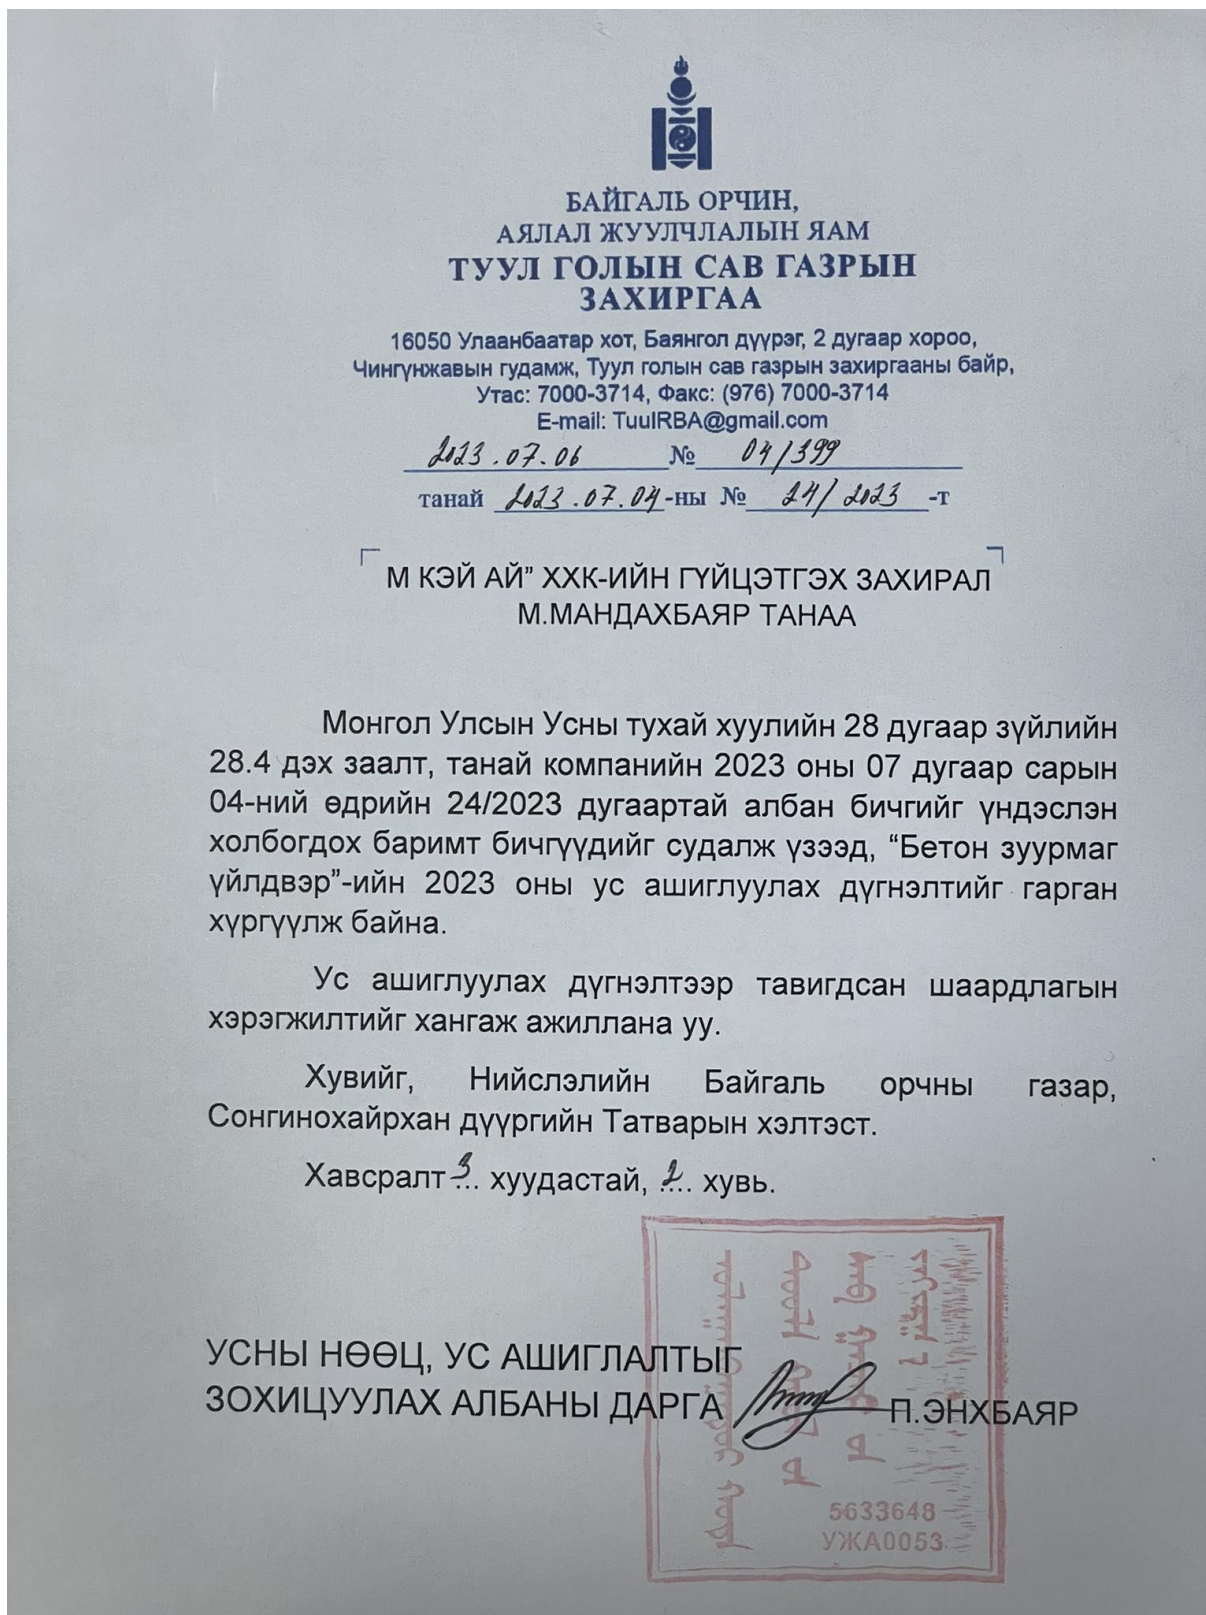 БАЙГАЛЬ ОРЧИН,
АЯЛАЛ ЖУУЛЧЛАЛЫН ЯАМ
ТУУЛ ГОЛЫН САВ ГАЗРЫН
ЗАХИРГАА
16050 Улаанбаатар хот, Баянгол дүүрэг, 2 дугаар хороо,
Чингүнжавын гудамж, Туул голын сав газрын захиргааны байр,
Утас: 7000-3714, Факс: (976) 7000-3714
E-mail: TuulRBA@gmail.com
2023.07.06 № 04/399
танай 2023.07.04-ны № 24/2023 -т
М КЭЙ АЙ” ХХК-ИЙН ГҮЙЦЭТГЭХ ЗАХИРАЛ
М.МАНДАХБАЯР ТАНАА
Монгол Улсын Усны тухай хуулийн 28 дугаар зүйлийн
28.4 дэх заалт, танай компанийн 2023 оны 07 дугаар сарын
04-ний өдрийн 24/2023 дугаартай албан бичгийг үндэслэн
холбогдох баримт бичгүүдийг судалж үзээд, “Бетон зуурмаг
үйлдвэр”-ийн 2023 оны ус ашиглуулах дүгнэлтийг гарган
хүргүүлж байна.
Ус ашиглуулах дүгнэлтээр тавигдсан шаардлагын
хэрэгжилтийг хангаж ажиллана уу.
Хувийг, Нийслэлийн Байгаль орчны газар,
Сонгинохайрхан дүүргийн Татварын хэлтэст.
Хавсралт 3 ... хуудастай, 2 .... хувь.
УСНЫ НӨӨЦ, УС АШИГЛАЛТЫГ
ЗОХИЦУУЛАХ АЛБАНЫ ДАРГА П.ЭНХБАЯР
5633648
УЖА0053